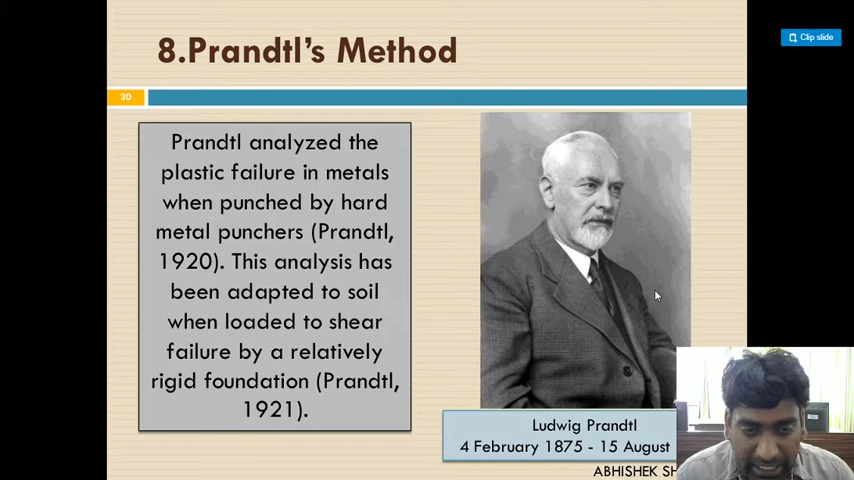 Clip slide
8.Prandtl's Method
30
Prandtl analyzed the
plastic failure in metals
when punched by hard
metal punchers (Prandtl,
1920). This analysis has
been adapted to soil
when loaded to shear
failure by a relatively
rigid foundation (Prandtl,
1921).
Ludwig Prandtl
4 February 1875 - 15 August
ABHISHEK